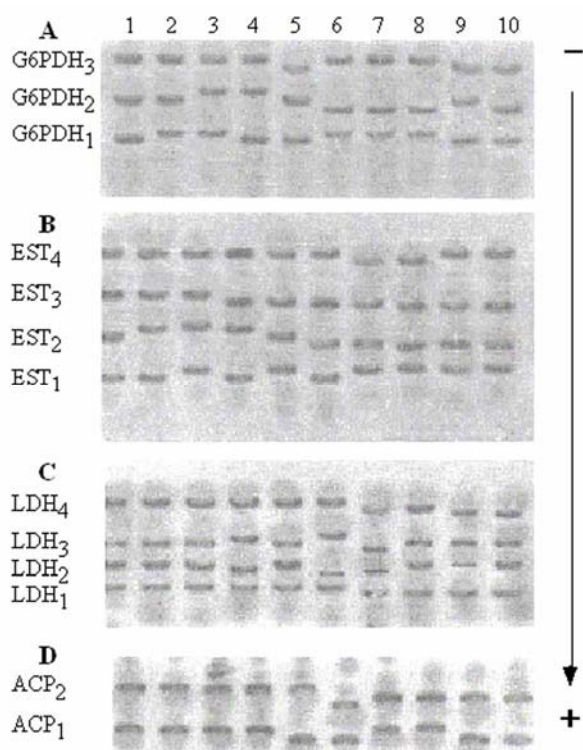 1 2 3 4 5 6 7 8 9 10
A
G6PDH3
G6PDH2
G6PDH1
−
B
EST4
EST3
EST2
EST1
C
LDH4
LDH3
LDH2
LDH1
D
ACP2
ACP1
+